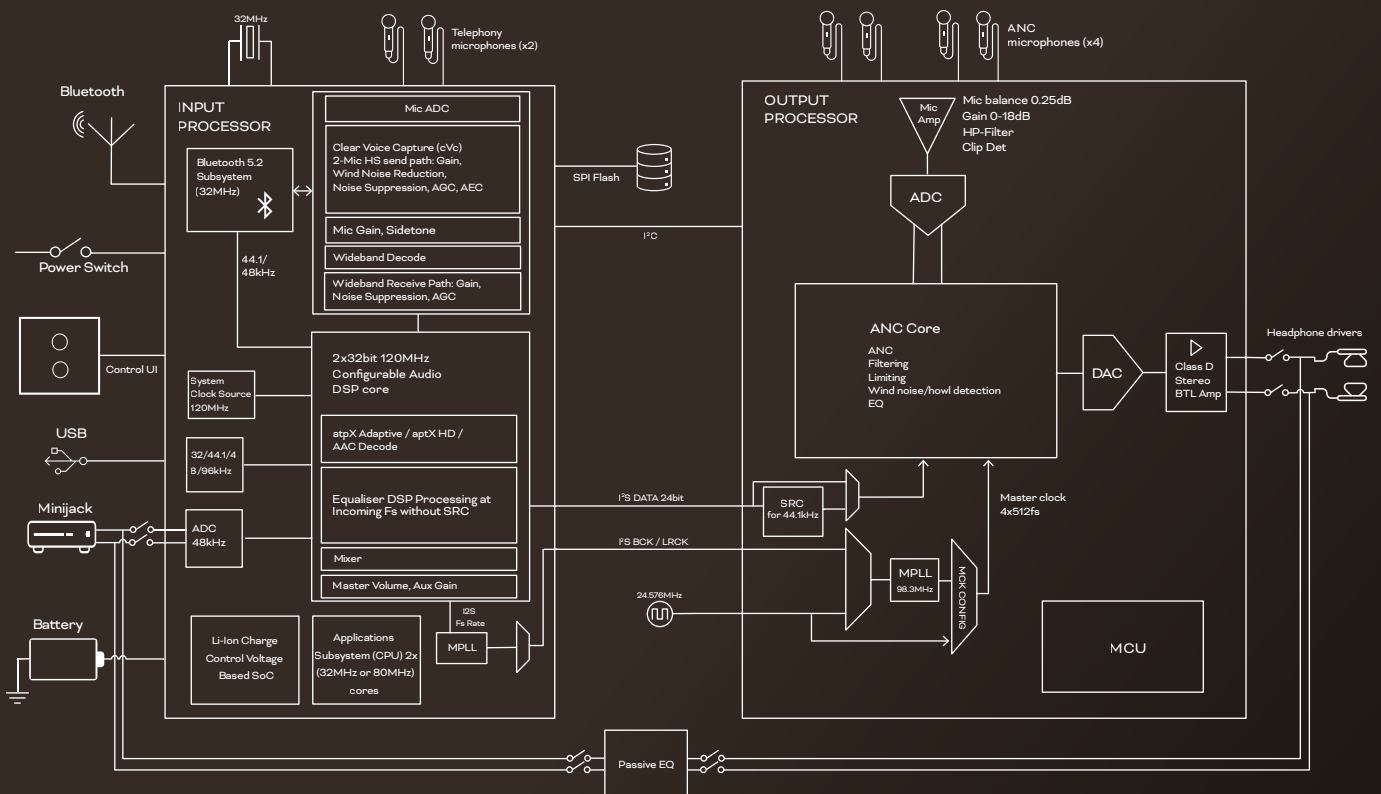 32MHz
Telephony
microphones (x2)
ANC
microphones (x4)
Bluetooth
INPUT
PROCESSOR
Mic ADC
Bluetooth 5.2
Subsystem
(32MHz)
Clear Voice Capture (cVc)
2-Mic HS send path: Gain,
Wind Noise Reduction,
Noise Suppression, AGC, AEC
Mic Gain, Sidetone
Wideband Decode
Wideband Receive Path: Gain,
Noise Suppression, AGC
44.1/
48kHz
SPI Flash
I²C
OUTPUT
PROCESSOR
Mic
Amp
Mic balance 0.25dB
Gain 0-18dB
HP-Filter
Clip Det
ADC
Power Switch
Control UI
2x32bit 120MHz
Configurable Audio
DSP core
System
Clock Source
120MHz
ANC Core
ANC
Filtering
Limiting
Wind noise/howl detection
EQ
DAC
Class D
Stereo
BTL Amp
Headphone drivers
USB
32/44.1/4
8/96kHz
atpX Adaptive / aptX HD /
AAC Decode
Equaliser DSP Processing at
Incoming Fs without SRC
Minijack
ADC
48kHz
Mixer
Master Volume, Aux Gain
I²S DATA 24bit
SRC
for 44.1kHz
Master clock
4x512fs
I²S BCK / LRCK
MPLL
98.3MHz
MCK CONFIG
24.576MHz
I2S
Fs Rate
MPLL
Battery
Li-Ion Charge
Control Voltage
Based SoC
Applications
Subsystem (CPU) 2x
(32MHz or 80MHz)
cores
MCU
Passive EQ